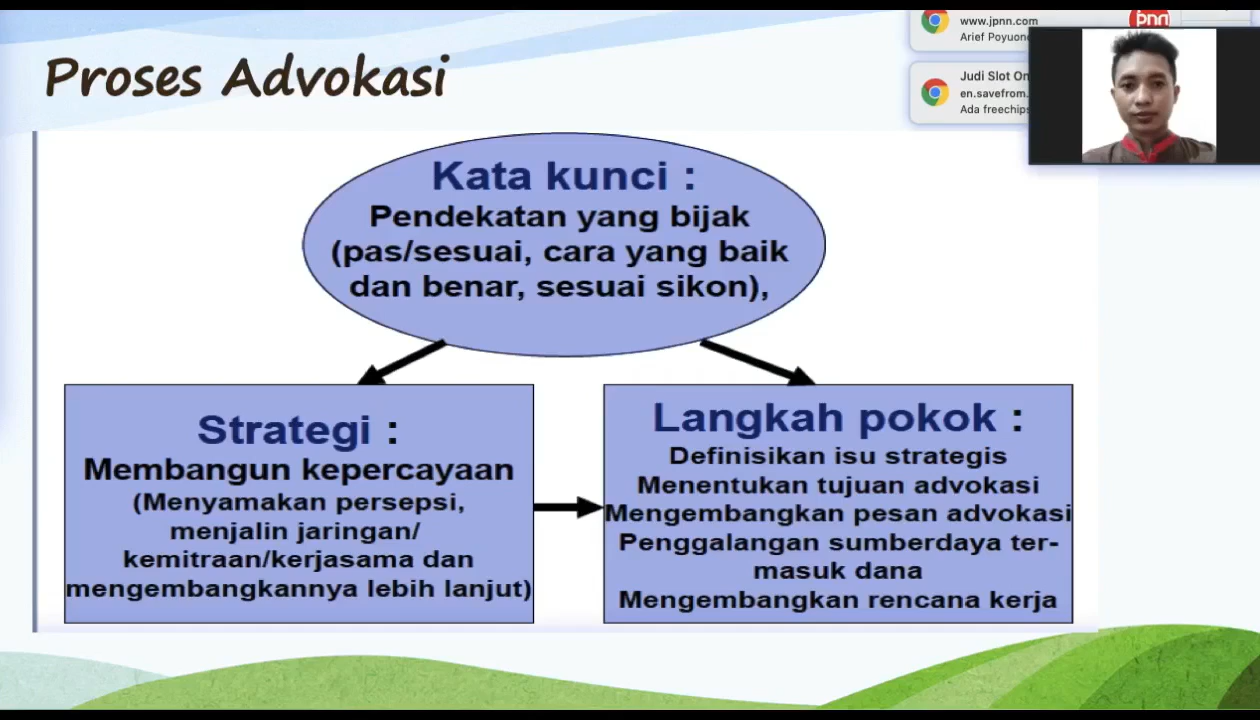 Proses Advokasi
www.jpnn.com
jpnn
Arief Poyuono
Judi Slot On
en.savefrom.
Ada freechips
Kata kunci :
Pendekatan yang bijak
(pas/sesuai, cara yang baik
dan benar, sesuai sikon),
Strategi :
Membangun kepercayaan
(Menyamakan persepsi,
menjalin jaringan/
kemitraan/kerjasama dan
mengembangkannya lebih lanjut)
Langkah pokok :
Definisikan isu strategis
Menentukan tujuan advokasi
Mengembangkan pesan advokasi
Penggalangan sumberdaya ter-
masuk dana
Mengembangkan rencana kerja